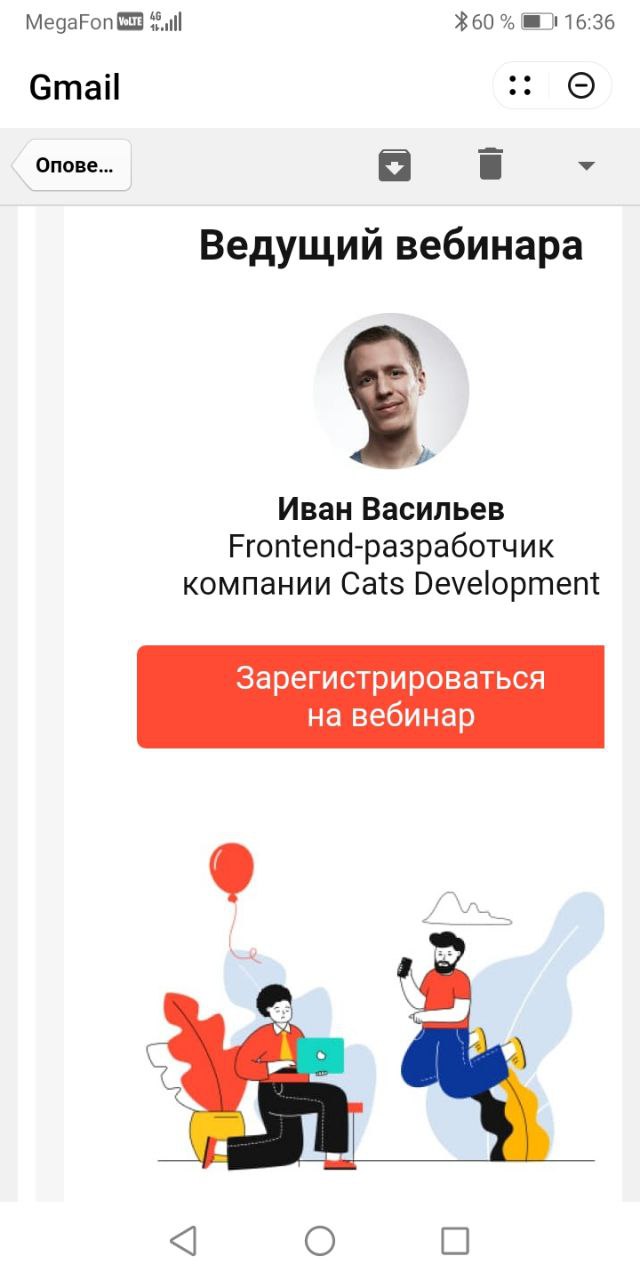 MegaFon VoLTE 4G 60 % 16:36
Gmail
Опове...
Ведущий вебинара
Иван Васильев
Frontend-разработчик
компании Cats Development
Зарегистрироваться
на вебинар